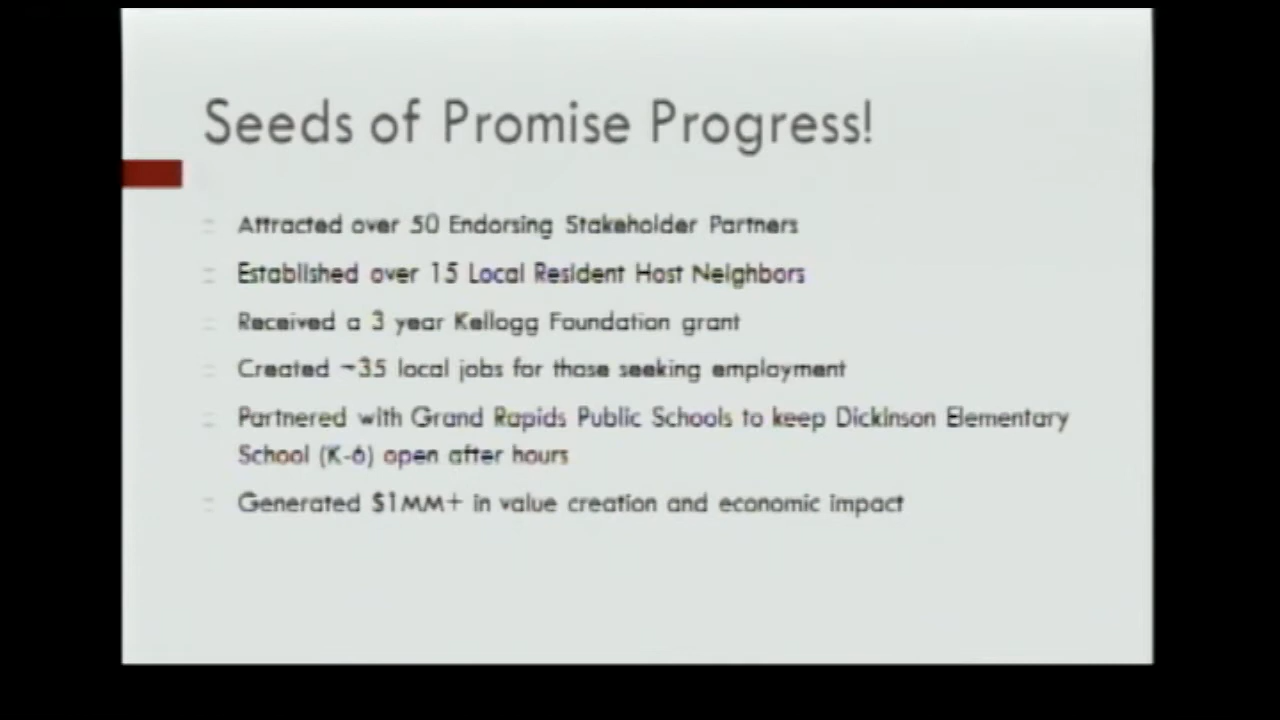 Seeds of Promise Progress!
Attracted over 50 Endorsing Stakeholder Partners
Established over 15 Local Resident Host Neighbors
Received a 3 year Kellogg Foundation grant
Created ~35 local jobs for those seeking employment
Partnered with Grand Rapids Public Schools to keep Dickinson Elementary
School (K-6) open after hours
Generated $1MM+ in value creation and economic impact